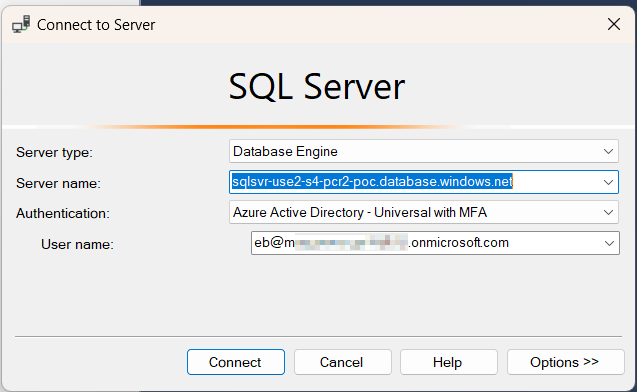 Connect to Server
SQL Server
Server type: Database Engine
Server name: sqlsvr-use2-s4-pcr2-poc.database.windows.net
Authentication: Azure Active Directory - Universal with MFA
User name: eb@m .onmicrosoft.com
Connect Cancel Help Options >>